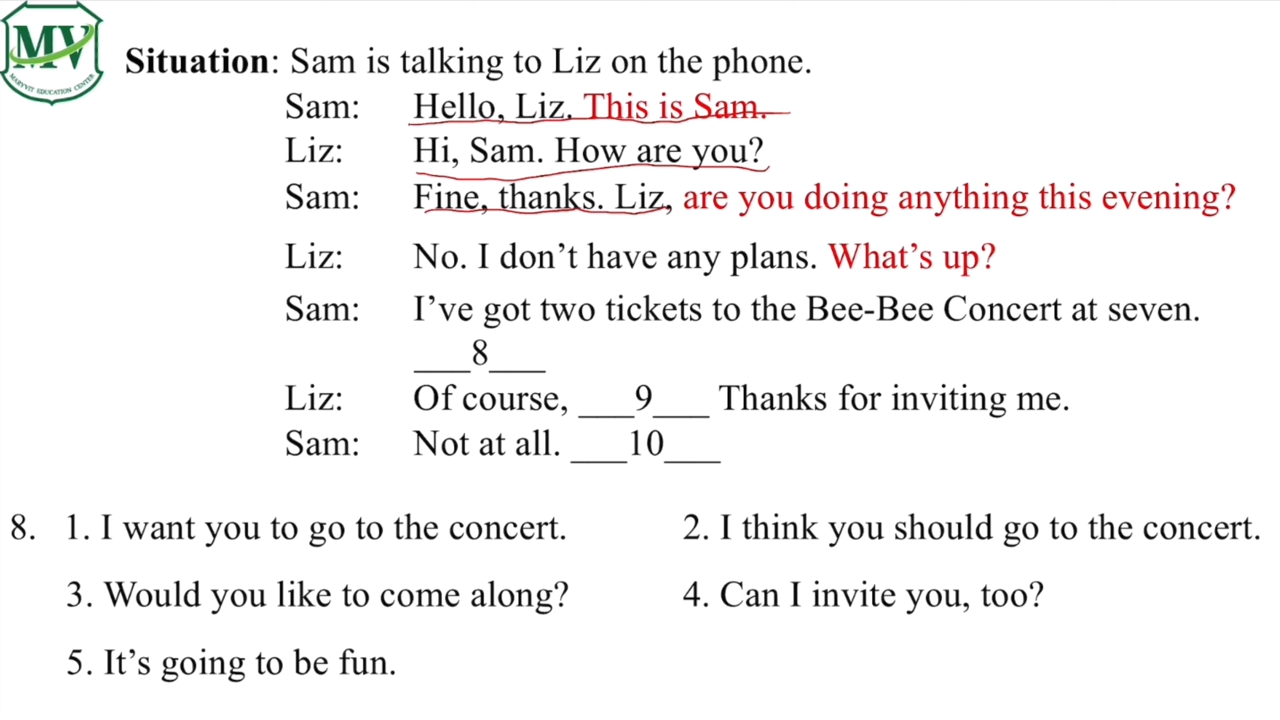 MV
MARYVIT EDUCATION CENTER
Situation: Sam is talking to Liz on the phone.
Sam: Hello, Liz. This is Sam.
Liz: Hi, Sam. How are you?
Sam: Fine, thanks. Liz, are you doing anything this evening?
Liz: No. I don’t have any plans. What’s up?
Sam: I’ve got two tickets to the Bee-Bee Concert at seven.
___8___
Liz: Of course, ___9___ Thanks for inviting me.
Sam: Not at all. ___10___
8. 1. I want you to go to the concert. 2. I think you should go to the concert.
3. Would you like to come along? 4. Can I invite you, too?
5. It’s going to be fun.